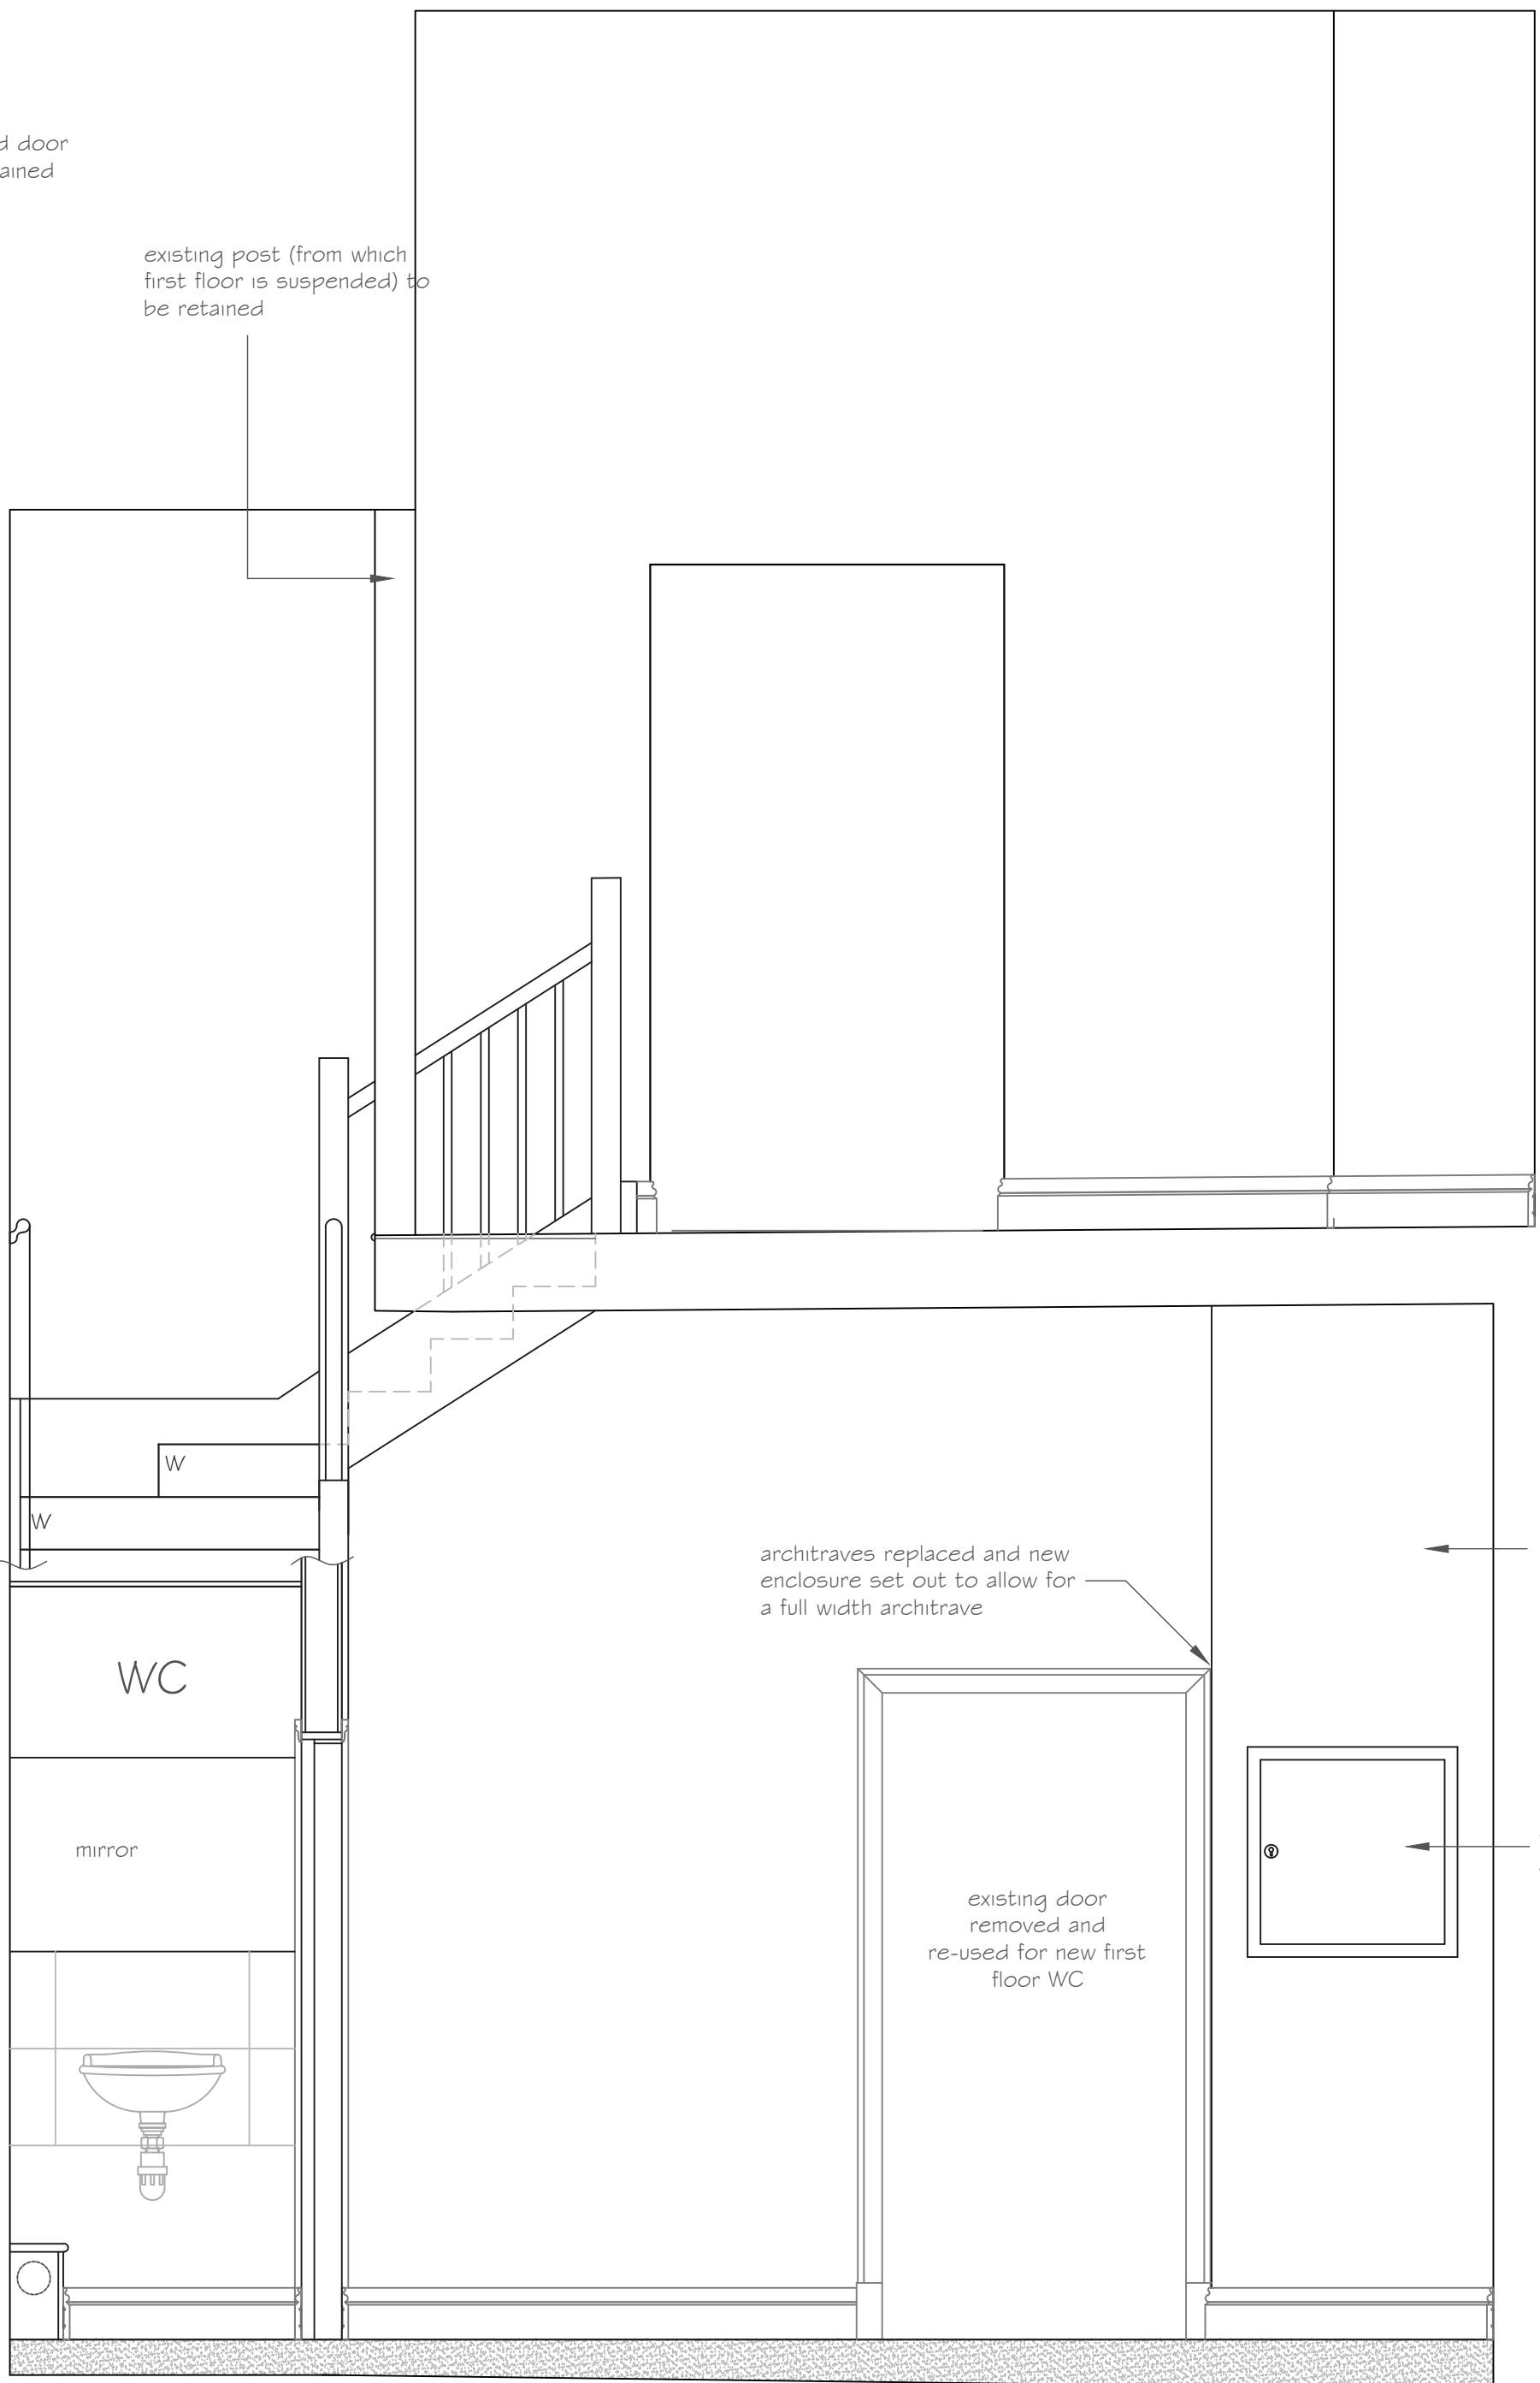 door
existing post (from which
first floor is suspended) to
be retained
W
W
architraves replaced and new
enclosure set out to allow for
a full width architrave
WC
mirror
existing door
removed and
re-used for new first
floor WC